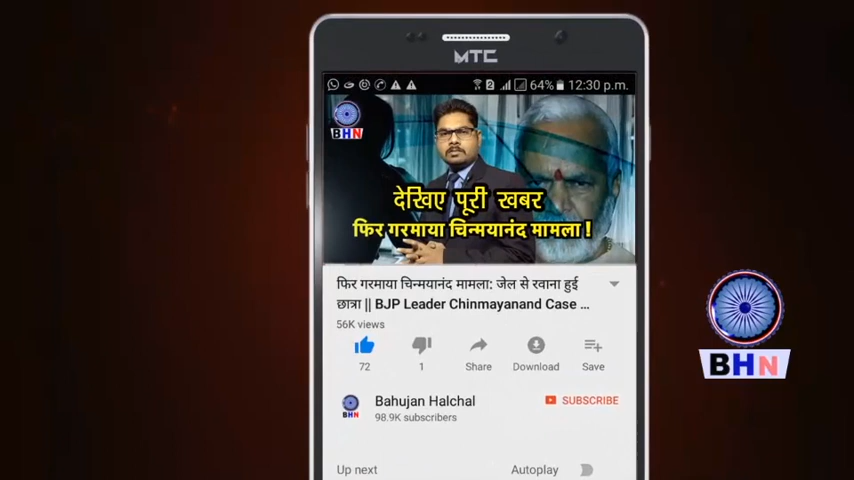 MTC
64% 12:30 p.m.
BHN
देखिए पूरी खबर
फिर गरमाया चिन्मयानंद मामला !
फिर गरमाया चिन्मयानंद मामला: जेल से रवाना हुई
छात्रा || BJP Leader Chinmayanand Case ...
56K views
72
1
Share
Download
Save
BHN
Bahujan Halchal
SUBSCRIBE
98.9K subscribers
Up next
Autoplay
BHN